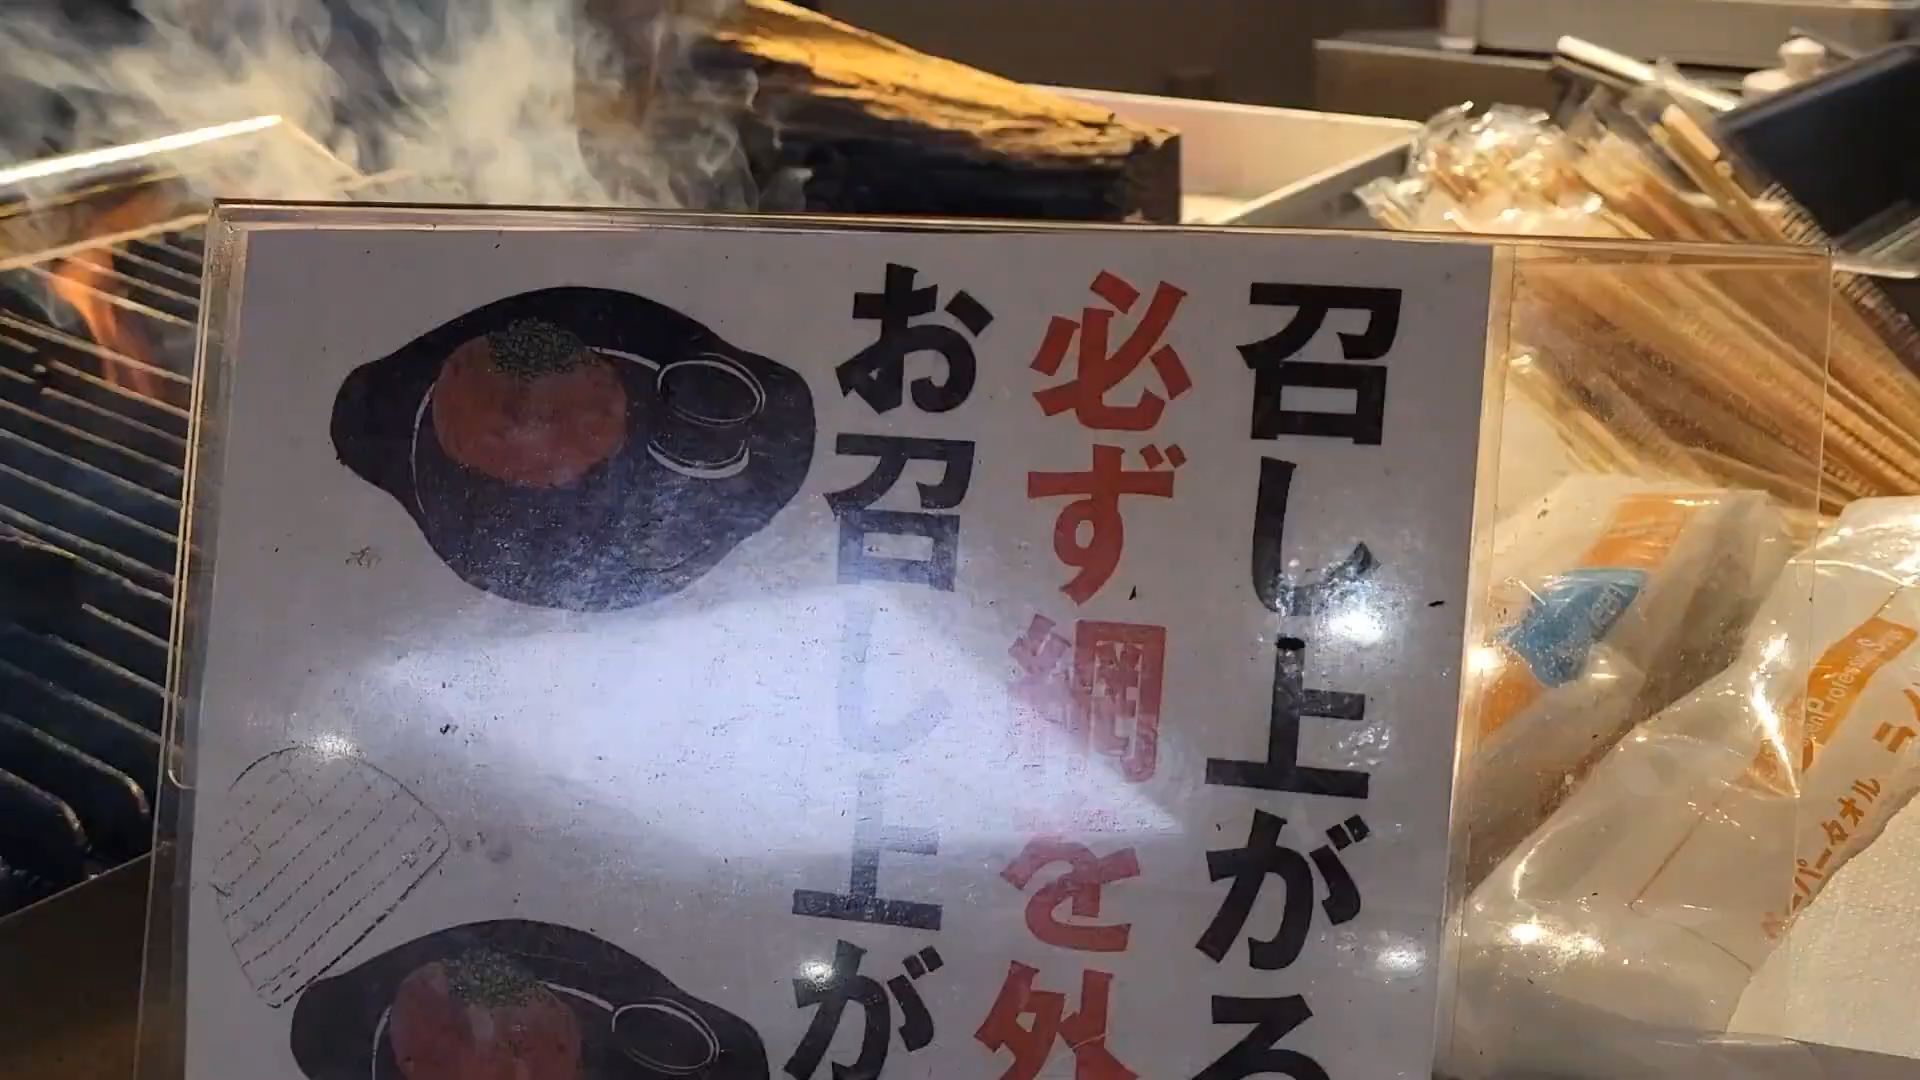 召し上がる
必ず網を外
お召し上が
ペーパータオル